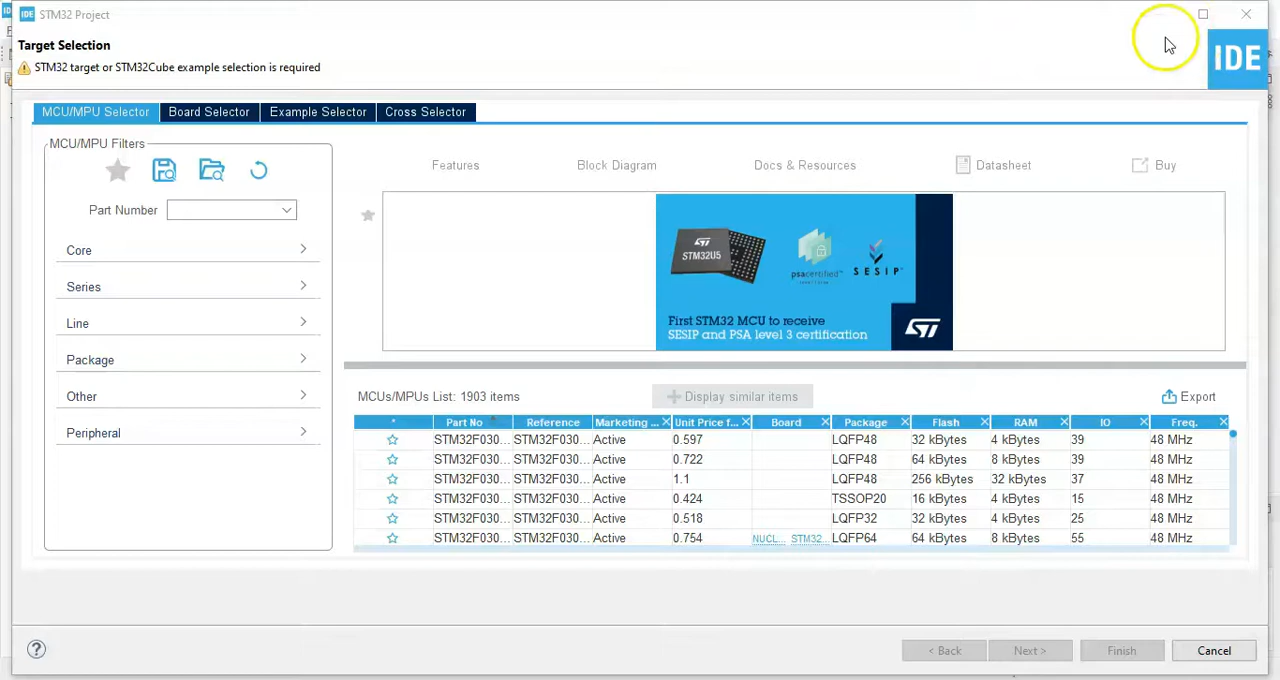 IDE STM32 Project
Target Selection
STM32 target or STM32Cube example selection is required
IDE
MCU/MPU Selector Board Selector Example Selector Cross Selector
MCU/MPU Filters
Part Number
Core
Series
Line
Package
Other
Peripheral
Features Block Diagram Docs & Resources Datasheet Buy
STM32U5
psacertified™
SESIP™
First STM32 MCU to receive
SESIP and PSA level 3 certification
MCUs/MPUs List: 1903 items
Display similar items
Export
* Part No Reference Marketing ... Unit Price f... Board Package Flash RAM IO Freq.
STM32F030... STM32F030... Active 0.597 LQFP48 32 kBytes 4 kBytes 39 48 MHz
STM32F030... STM32F030... Active 0.722 LQFP48 64 kBytes 8 kBytes 39 48 MHz
STM32F030... STM32F030... Active 1.1 LQFP48 256 kBytes 32 kBytes 37 48 MHz
STM32F030... STM32F030... Active 0.424 TSSOP20 16 kBytes 4 kBytes 15 48 MHz
STM32F030... STM32F030... Active 0.518 LQFP32 32 kBytes 4 kBytes 25 48 MHz
STM32F030... STM32F030... Active 0.754 NUCL... STM32... LQFP64 64 kBytes 8 kBytes 55 48 MHz
? < Back Next > Finish Cancel